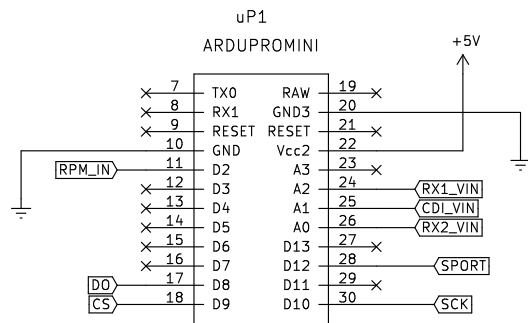 uP1
ARDUPROMINI
+5V
7 TX0 RAW 19
8 RX1 GND3 20
9 RESET RESET 21
10 GND Vcc2 22
RPM_IN 11 D2 A3 23
12 D3 A2 24 RX1_VIN
13 D4 A1 25 CDI_VIN
14 D5 A0 26 RX2_VIN
15 D6 D13 27
16 D7 D12 28 SPORT
DO 17 D8 D11 29
CS 18 D9 D10 30 SCK